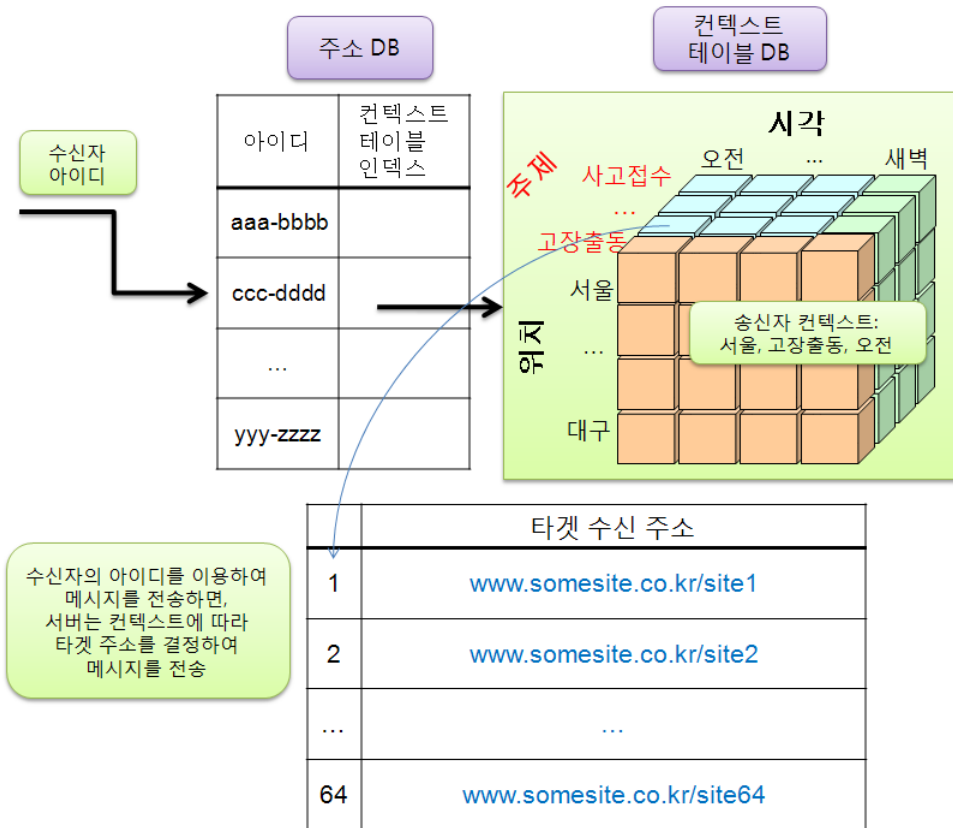 주소 DB
컨텍스트
테이블 DB
수신자
아이디
아이디
컨텍스트
테이블
인덱스
aaa-bbbb
ccc-dddd
...
yyy-zzzz
시각
오전
...
새벽
주제
사고접수
...
고장출동
위치
서울
...
대구
송신자 컨텍스트:
서울, 고장출동, 오전
수신자의 아이디를 이용하여
메시지를 전송하면,
서버는 컨텍스트에 따라
타겟 주소를 결정하여
메시지를 전송
타겟 수신 주소
1 www.somesite.co.kr/site1
2 www.somesite.co.kr/site2
... ...
64 www.somesite.co.kr/site64